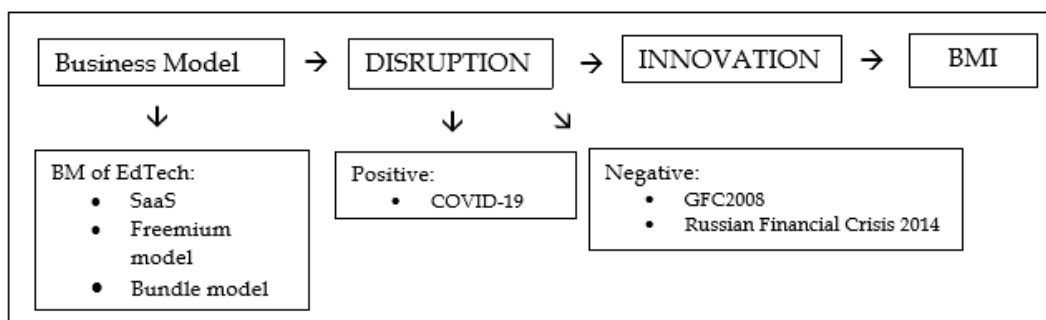 Business Model → DISRUPTION → INNOVATION → BMI
BM of EdTech:
• SaaS
• Freemium
model
• Bundle model
Positive:
• COVID-19
Negative:
• GFC2008
• Russian Financial Crisis 2014